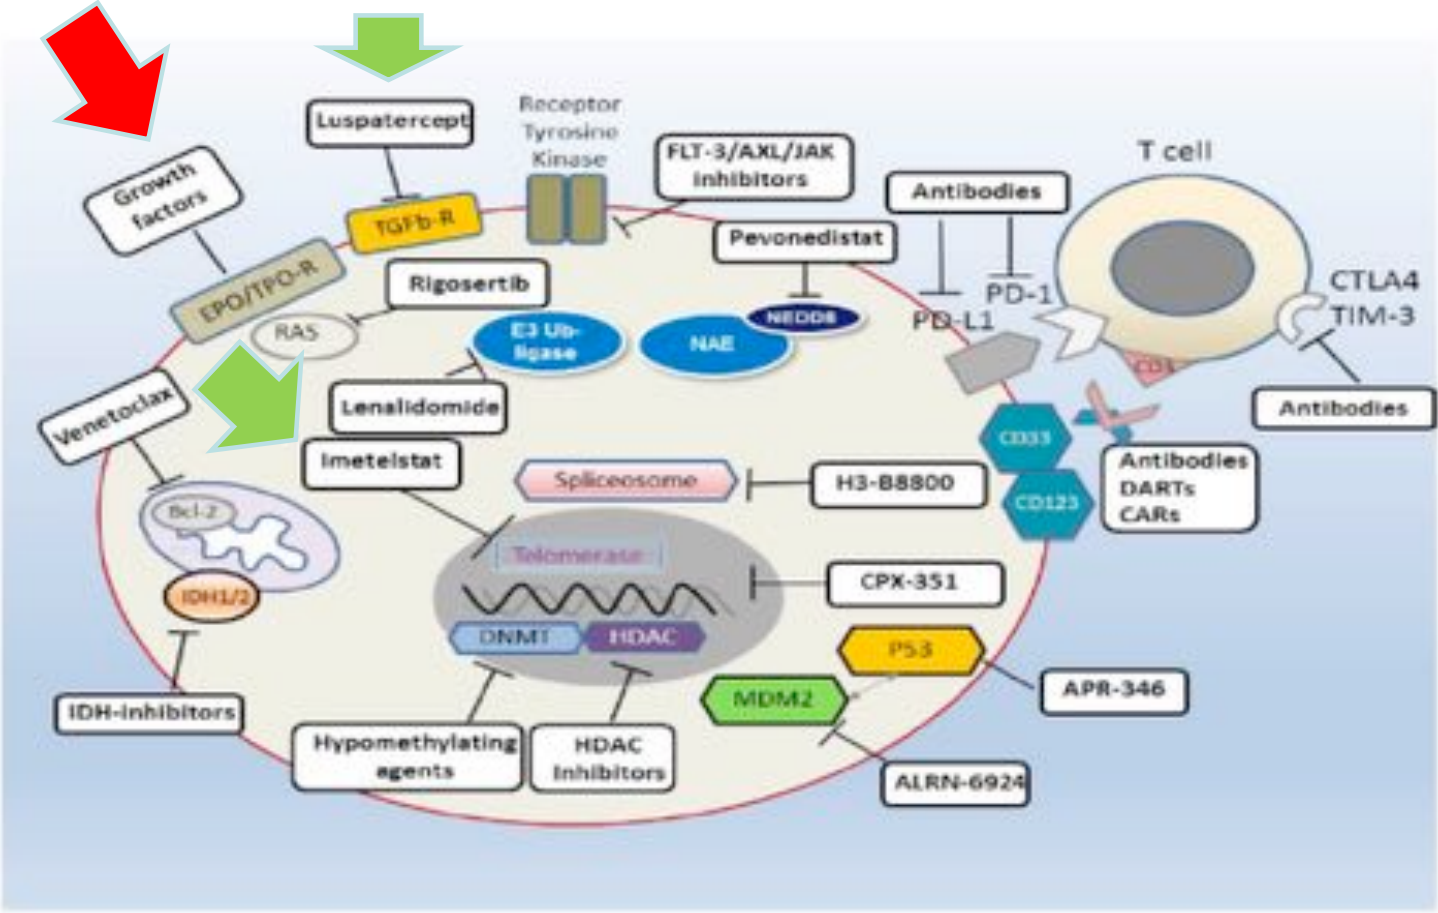 Receptor
Tyrosine
Kinase
Luspatercept
FLT-3/AXL/JAK
inhibitors
T cell
Growth
factors
TGFb-R
Antibodies
Pevonedistat
EPO/TPO-R
Rigosertib
CTLA4
TIM-3
PD-1
PD-L1
RAS
E3 Ub-
ligase
NAE
NEDD8
CD3
Venetoclax
Lenalidomide
Antibodies
Imetelstat
Spliceosome
H3-B8800
CD33
CD123
Antibodies
DARTs
CARs
Bcl-2
Telomerase
CPX-351
IDH1/2
DNMT
HDAC
P53
MDM2
APR-346
IDH-inhibitors
Hypomethylating
agents
HDAC
Inhibitors
ALRN-6924